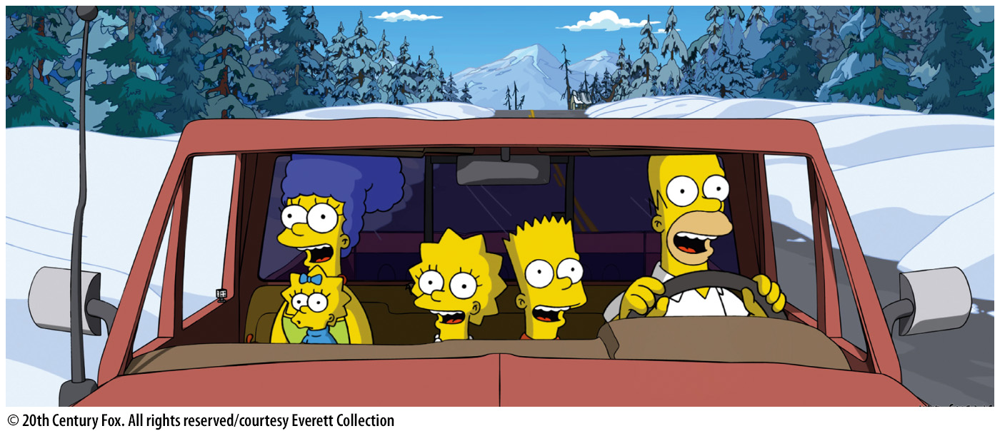 © 20th Century Fox. All rights reserved/courtesy Everett Collection